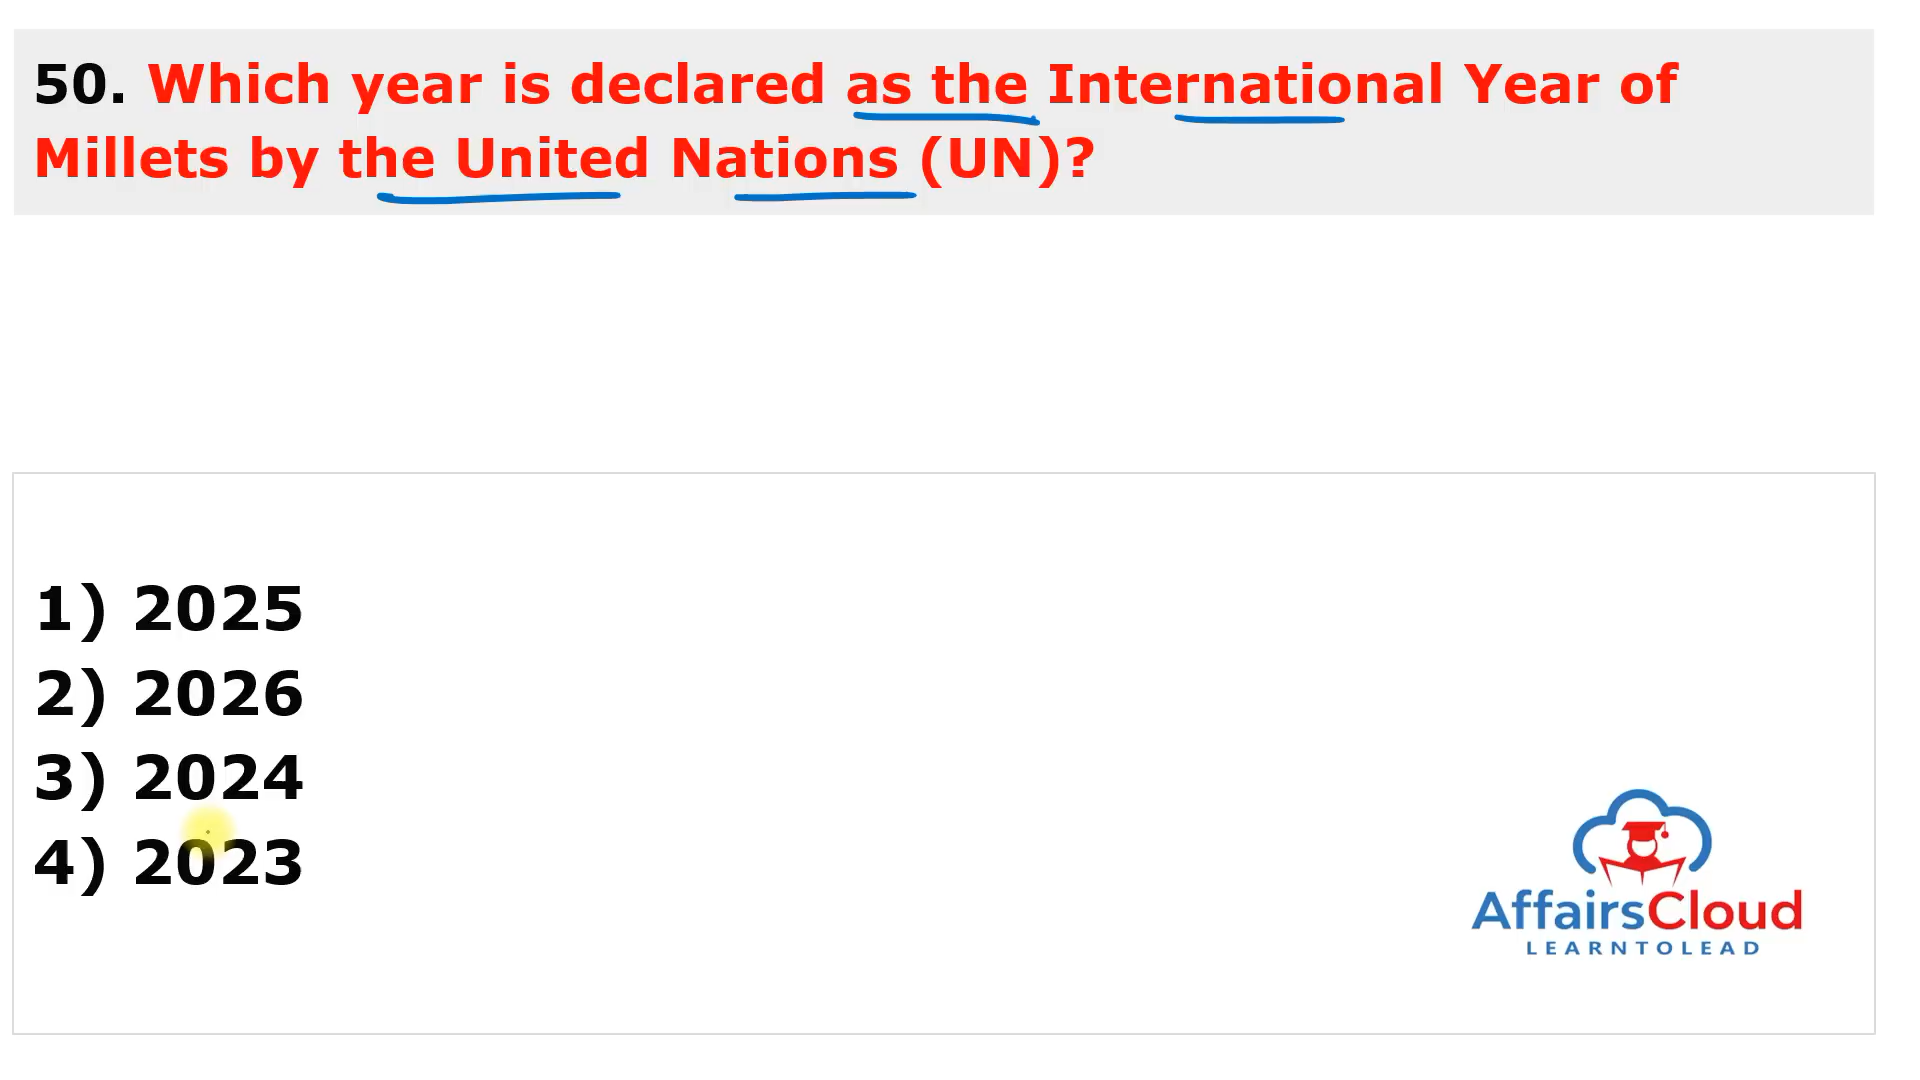 50. Which year is declared as the International Year of
Millets by the United Nations (UN)?
1) 2025
2) 2026
3) 2024
4) 2023
AffairsCloud
LEARNTOLEAD